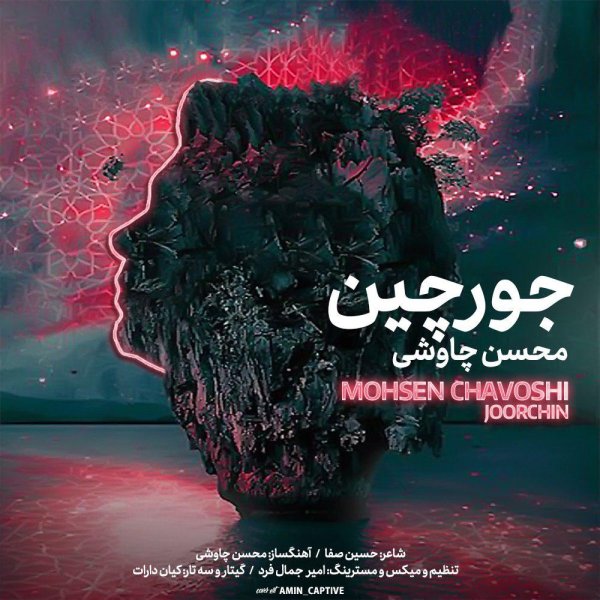 جورچین
محسن چاوشی
MOHSEN CHAVOSHI
JOORCHIN
شاعر: حسین صفا / آهنگساز: محسن چاوشی
تنظیم و میکس و مسترینگ: امیر جمال فرد / گیتار و سه تار: کیان دارات
AMIN_CAPTIVE